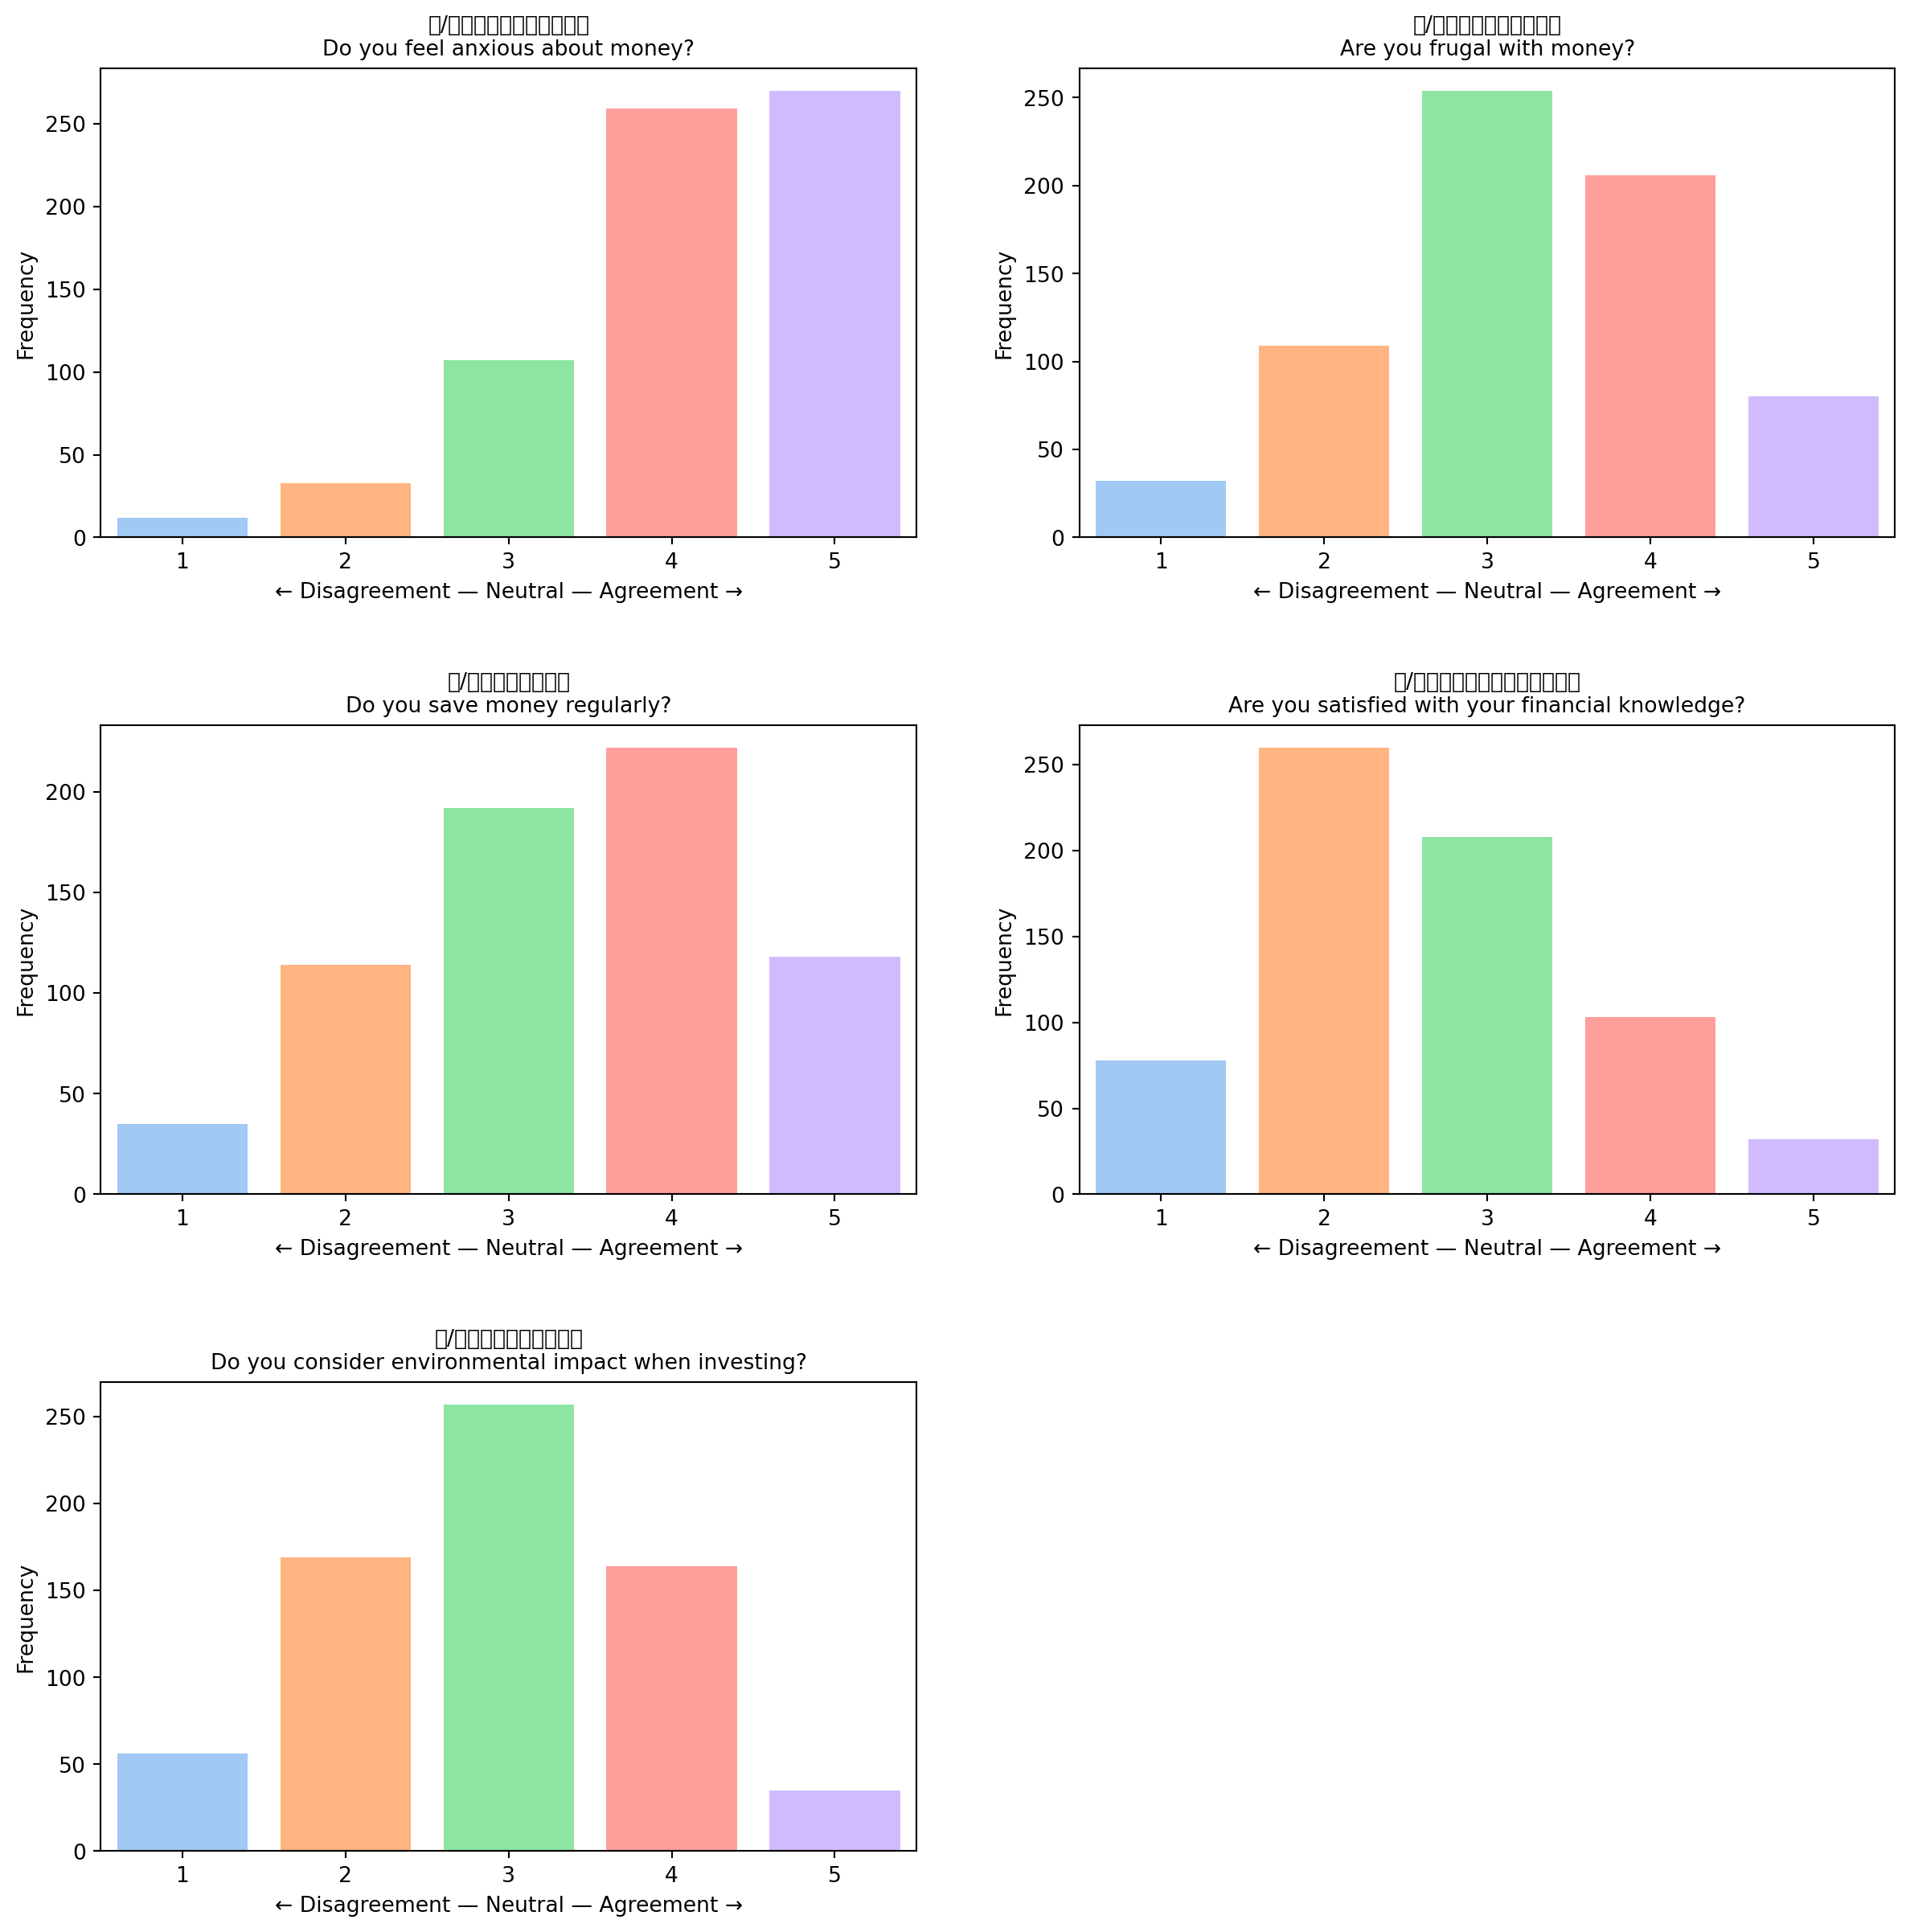 Do you feel anxious about money?
250
200
150
100
50
0
Frequency
1 2 3 4 5
← Disagreement — Neutral — Agreement →
Are you frugal with money?
250
200
150
100
50
0
Frequency
1 2 3 4 5
← Disagreement — Neutral — Agreement →
Do you save money regularly?
200
150
100
50
0
Frequency
1 2 3 4 5
← Disagreement — Neutral — Agreement →
Are you satisfied with your financial knowledge?
250
200
150
100
50
0
Frequency
1 2 3 4 5
← Disagreement — Neutral — Agreement →
Do you consider environmental impact when investing?
250
200
150
100
50
0
Frequency
1 2 3 4 5
← Disagreement — Neutral — Agreement →